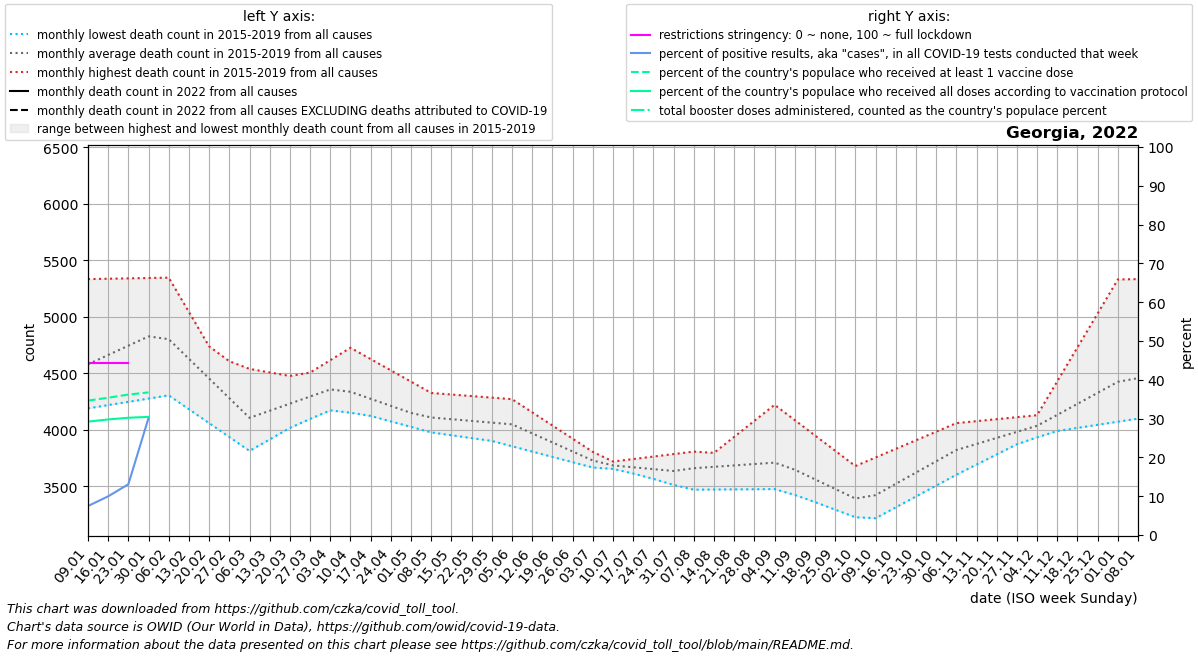 left Y axis:
monthly lowest death count in 2015-2019 from all causes
monthly average death count in 2015-2019 from all causes
monthly highest death count in 2015-2019 from all causes
monthly death count in 2022 from all causes
monthly death count in 2022 from all causes EXCLUDING deaths attributed to COVID-19
range between highest and lowest monthly death count from all causes in 2015-2019
right Y axis:
restrictions stringency: 0 ~ none, 100 ~ full lockdown
percent of positive results, aka "cases", in all COVID-19 tests conducted that week
percent of the country's populace who received at least 1 vaccine dose
percent of the country's populace who received all doses according to vaccination protocol
total booster doses administered, counted as the country's populace percent
Georgia, 2022
6500
6000
5500
5000
4500
4000
3500
count
100
90
80
70
60
50
40
30
20
10
0
percent
09.01 16.01 23.01 30.01 06.02 13.02 20.02 27.02 06.03 13.03 20.03 27.03 03.04 10.04 17.04 24.04 01.05 08.05 15.05 22.05 29.05 05.06 12.06 19.06 26.06 03.07 10.07 17.07 24.07 31.07 07.08 14.08 21.08 28.08 04.09 11.09 18.09 25.09 02.10 09.10 16.10 23.10 30.10 06.11 13.11 20.11 27.11 04.12 11.12 18.12 25.12 01.01 08.01
date (ISO week Sunday)
This chart was downloaded from https://github.com/czka/covid_toll_tool.
Chart's data source is OWID (Our World in Data), https://github.com/owid/covid-19-data.
For more information about the data presented on this chart please see https://github.com/czka/covid_toll_tool/blob/main/README.md.